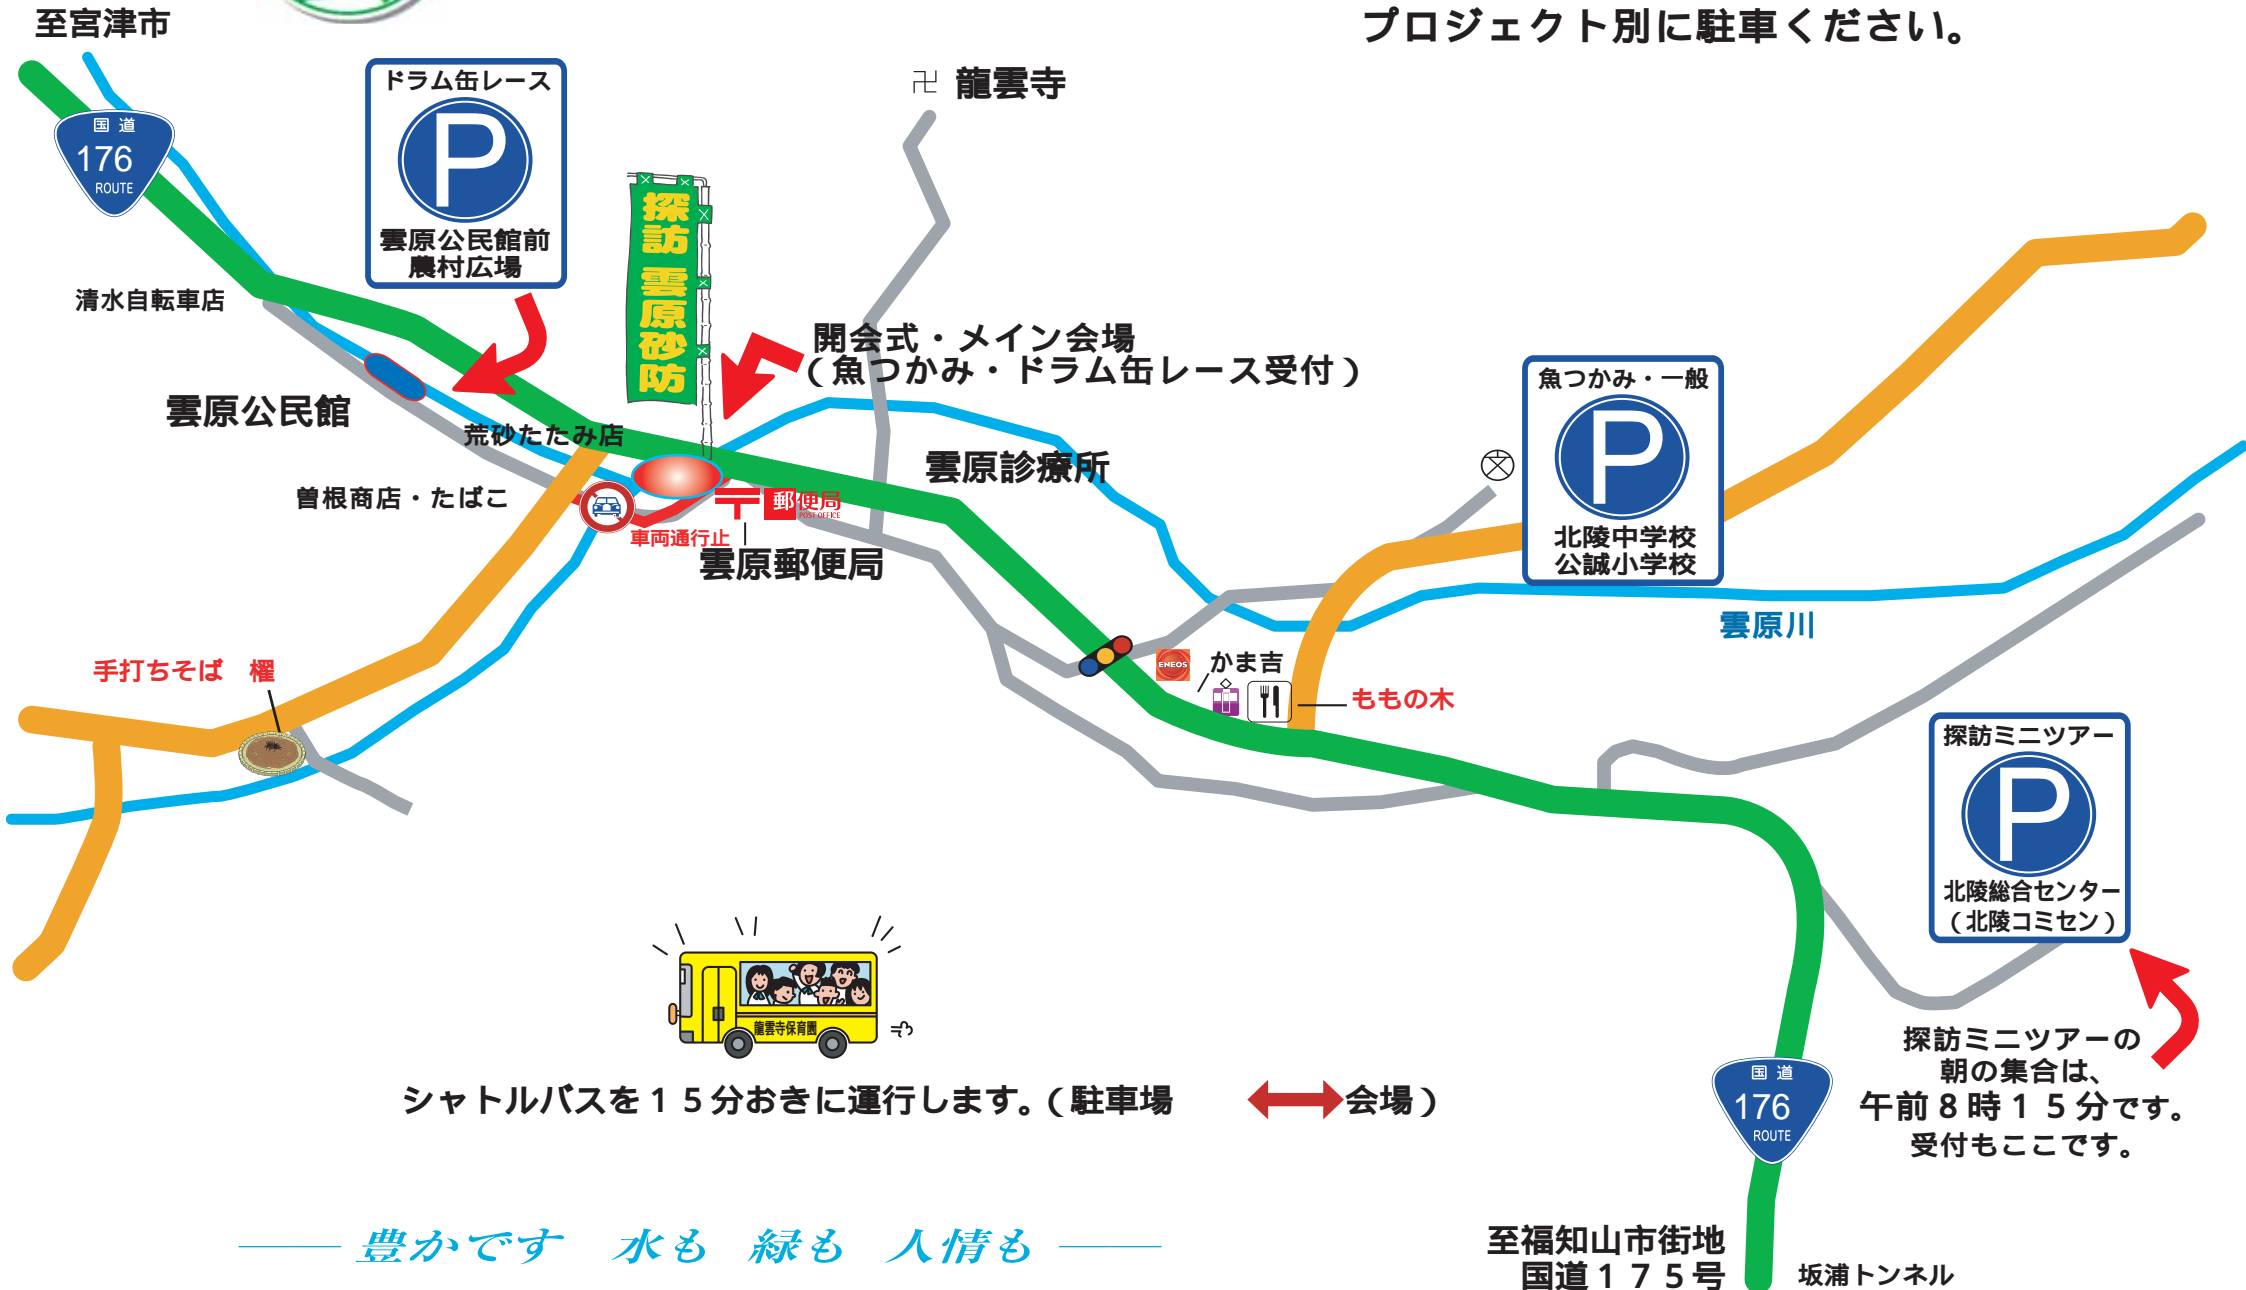 至宮津市
プロジェクト別に駐車ください。
国道
176
ROUTE
ドラム缶レース
P
雲原公民館前
農村広場
卍 龍雲寺
探訪 雲原砂防
清水自転車店
開会式・メイン会場
(魚つかみ・ドラム缶レース受付)
雲原公民館
荒砂たたみ店
雲原診療所
曽根商店・たばこ
車両通行止
〒 郵便局
POST OFFICE
雲原郵便局
魚つかみ・一般
P
北陵中学校
公誠小学校
雲原川
手打ちそば 櫂
ENEOS
かま吉
ももの木
探訪ミニツアー
P
北陵総合センター
(北陵コミセン)
龍雲寺保育園
シャトルバスを15分おきに運行します。(駐車場 会場)
探訪ミニツアーの
朝の集合は、
午前8時15分です。
受付もここです。
国道
176
ROUTE
豊かです 水も 緑も 人情も
至福知山市街地
国道175号
坂浦トンネル